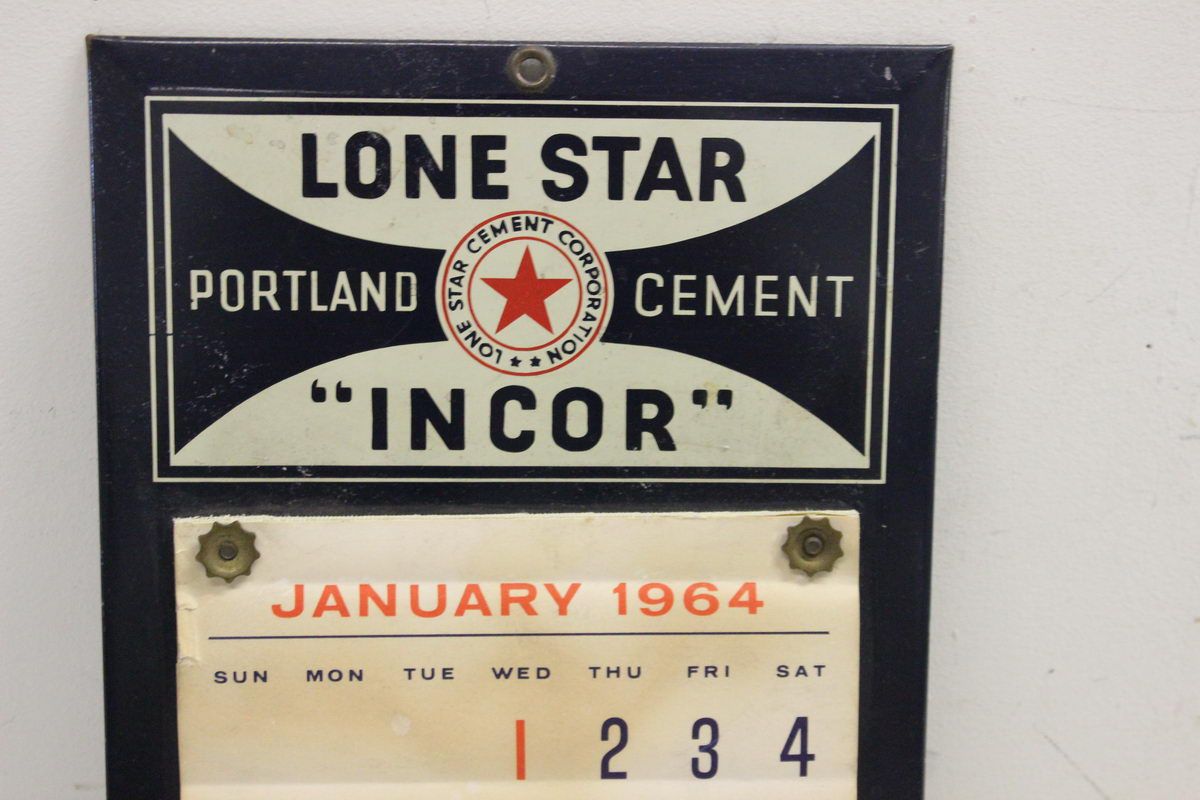 LONE STAR
PORTLAND CEMENT
LONE STAR CEMENT CORPORATION
"INCOR"
JANUARY 1964
SUN MON TUE WED THU FRI SAT
1 2 3 4